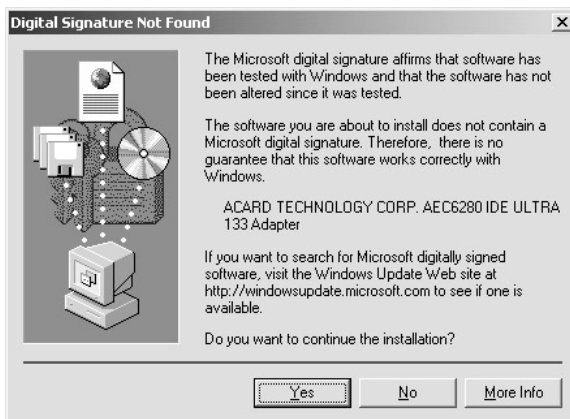 Digital Signature Not Found
The Microsoft digital signature affirms that software has
been tested with Windows and that the software has not
been altered since it was tested.
The software you are about to install does not contain a
Microsoft digital signature. Therefore, there is no
guarantee that this software works correctly with
Windows.
ACARD TECHNOLOGY CORP. AEC6280 IDE ULTRA
133 Adapter
If you want to search for Microsoft digitally signed
software, visit the Windows Update Web site at
http://windowsupdate.microsoft.com to see if one is
available.
Do you want to continue the installation?
Yes
No
More Info